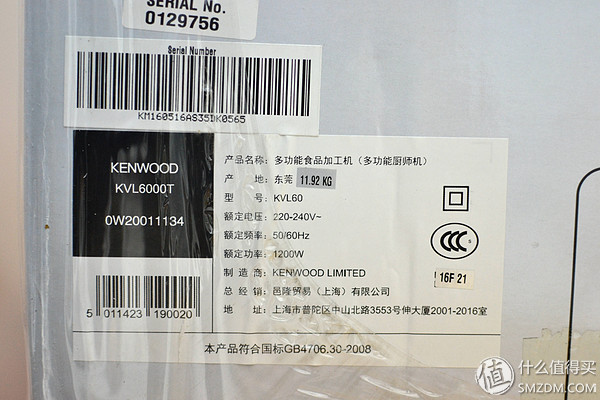 SERIAL No.
0129756
Serial Number
KM160516AS35DK0565
KENWOOD
KVL6000T
0W20011134
5 011423 190020
产品名称：多功能食品加工机（多功能厨师机）
产 地：东莞 11.92 KG
型 号：KVL60
额定电压：220-240V~
额定频率：50/60Hz
额定功率：1200W
制 造 商：KENWOOD LIMITED
总 经 销：邑隆贸易（上海）有限公司
地 址：上海市普陀区中山北路3553号伸大厦2001-2016室
CCC S
16F 21
本产品符合国标GB4706.30-2008
值 什么值得买
SMZDM.COM